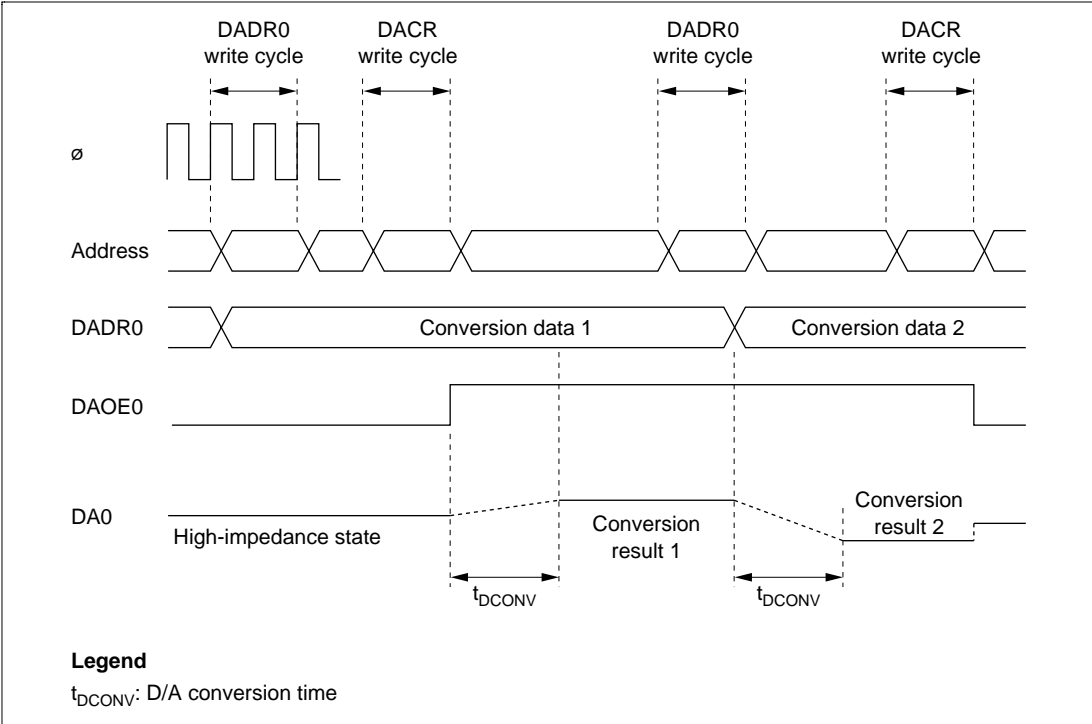 DADR0
write cycle
DACR
write cycle
DADR0
write cycle
DACR
write cycle
ø
Address
DADR0
Conversion data 1
Conversion data 2
DAOE0
DA0
High-impedance state
Conversion
result 1
Conversion
result 2
tDCONV
tDCONV
Legend
tDCONV: D/A conversion time